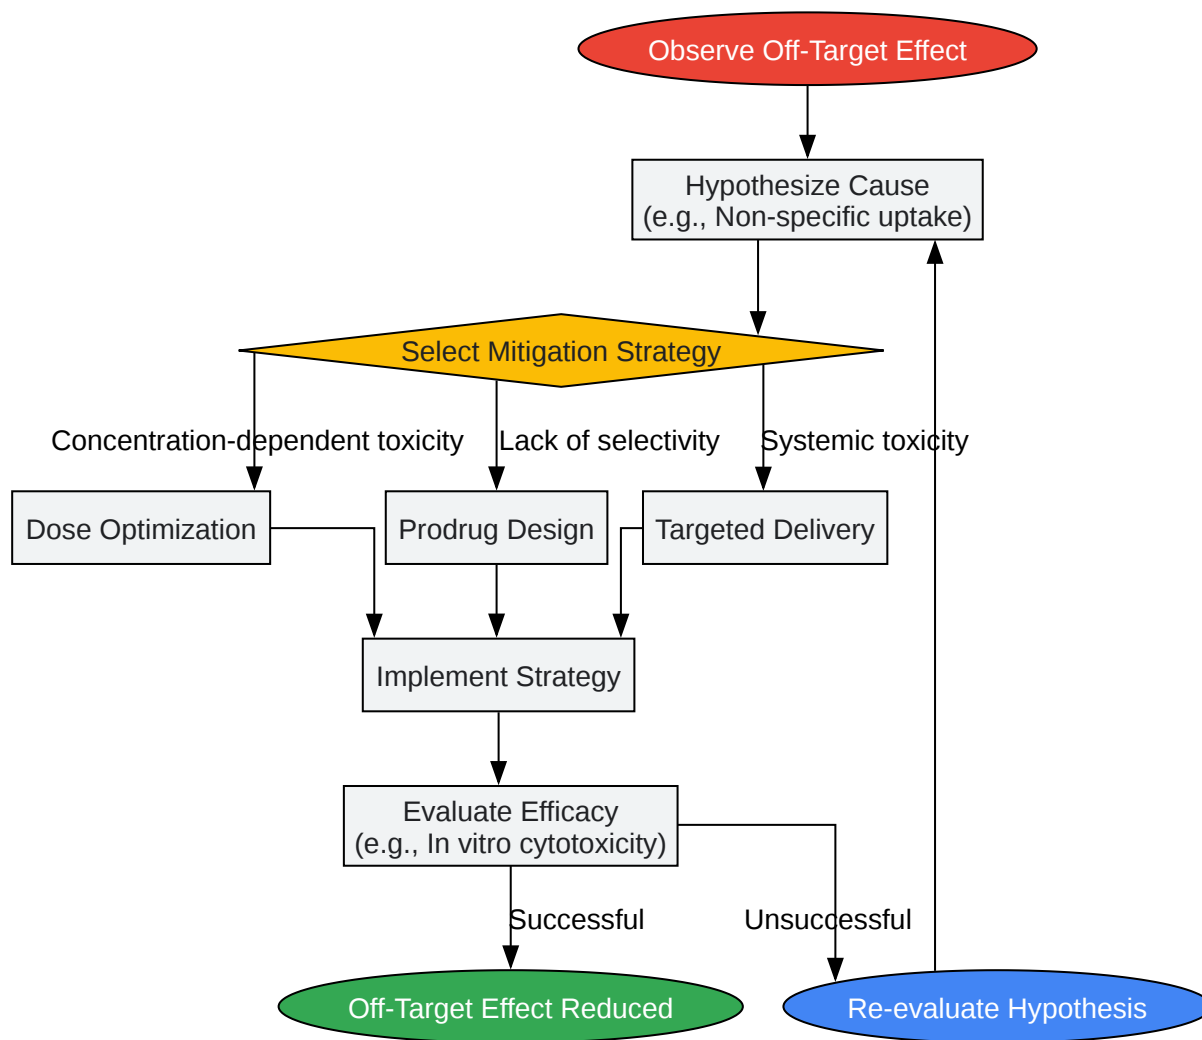 Observe Off-Target Effect
Hypothesize Cause
(e.g., Non-specific uptake)
Select Mitigation Strategy
Concentration-dependent toxicity
Lack of selectivity
Systemic toxicity
Dose Optimization
Prodrug Design
Targeted Delivery
Implement Strategy
Evaluate Efficacy
(e.g., In vitro cytotoxicity)
Successful
Unsuccessful
Off-Target Effect Reduced
Re-evaluate Hypothesis